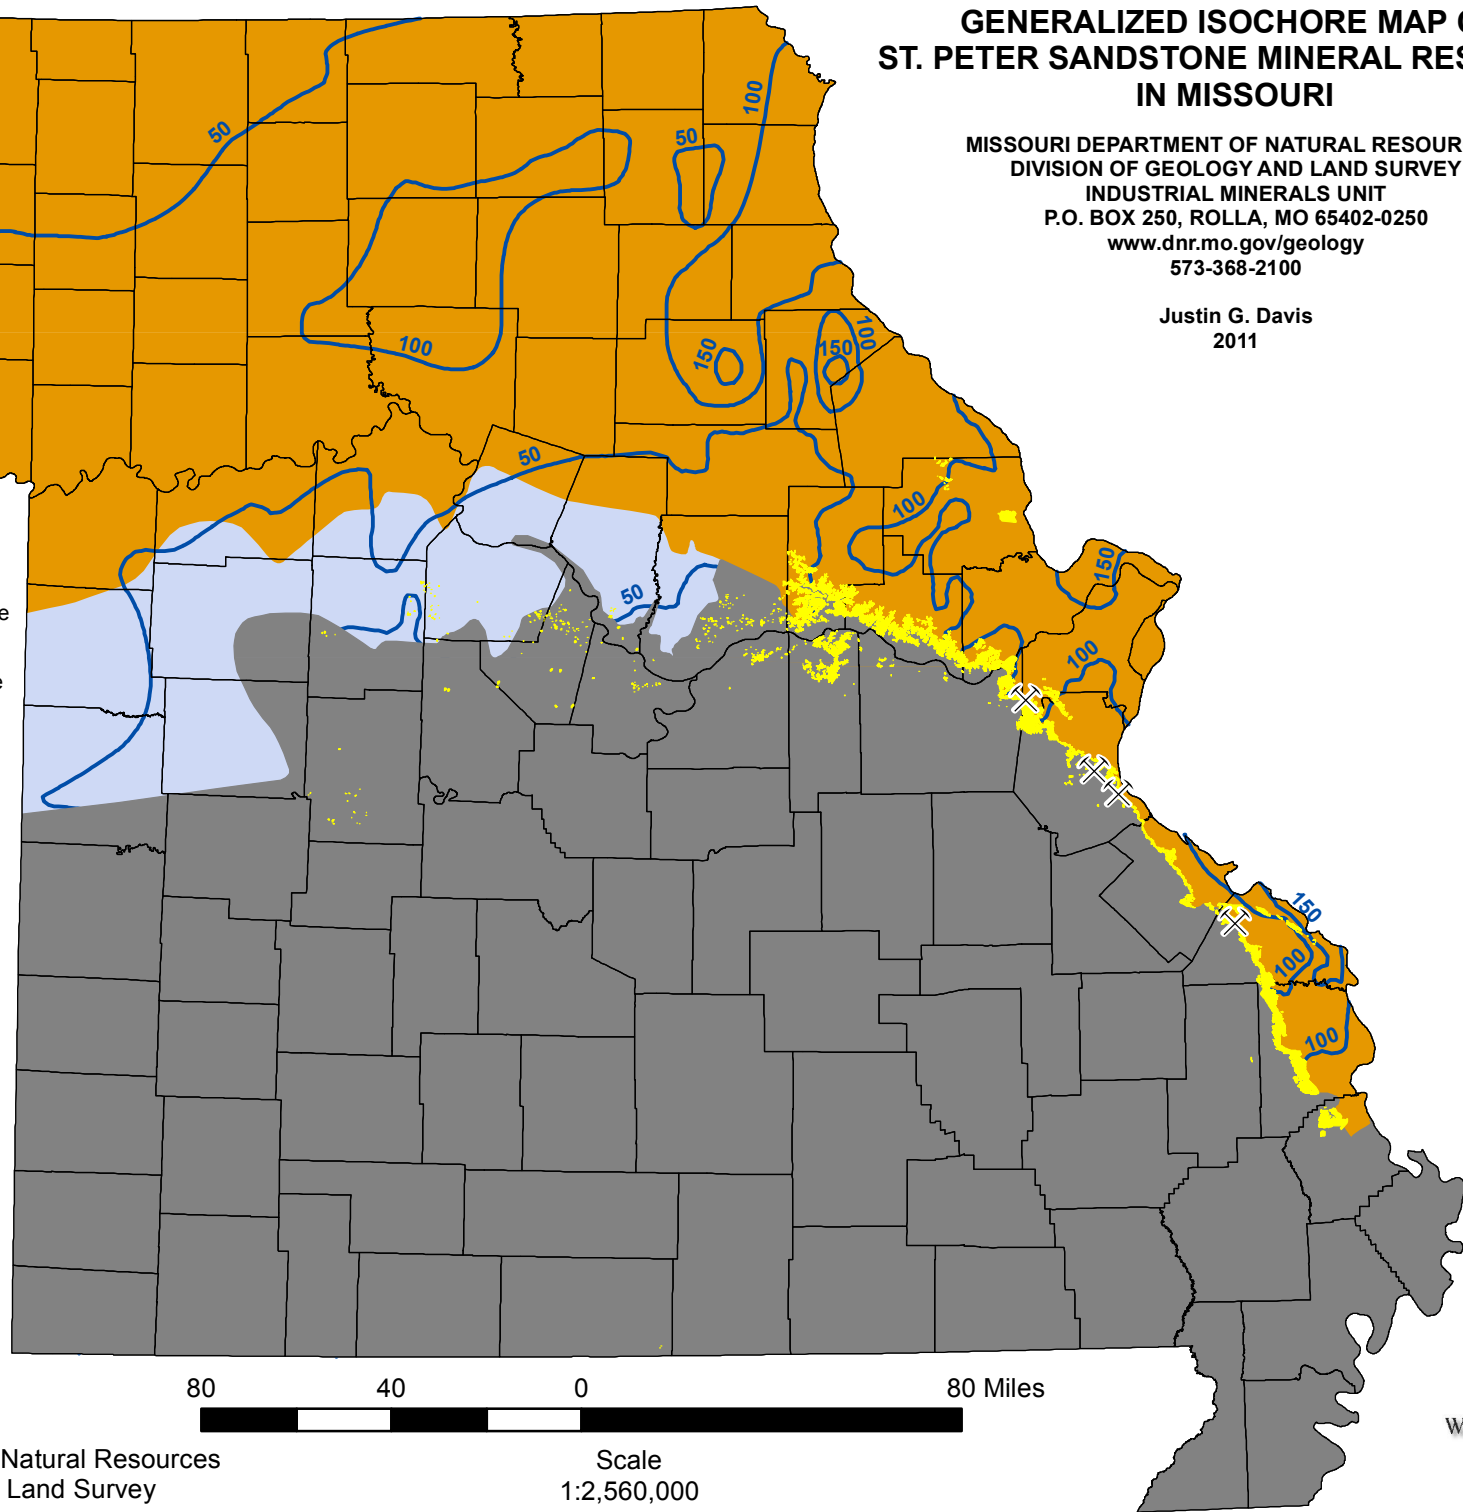 GENERALIZED ISOCHORE MAP
ST. PETER SANDSTONE MINERAL
IN MISSOURI
MISSOURI DEPARTMENT OF NATURAL
DIVISION OF GEOLOGY AND LAND SURVEY
INDUSTRIAL MINERALS UNIT
P.O. BOX 250, ROLLA, MO 65402-0250
www.dnr.mo.gov/geology
573-368-2100
Justin G. Davis
2011
50
100
50
100
150
150
100
50
100
150
50
100
150
100
100
80 40 0 80 Miles
Natural Resources
Land Survey
Scale
1:2,560,000